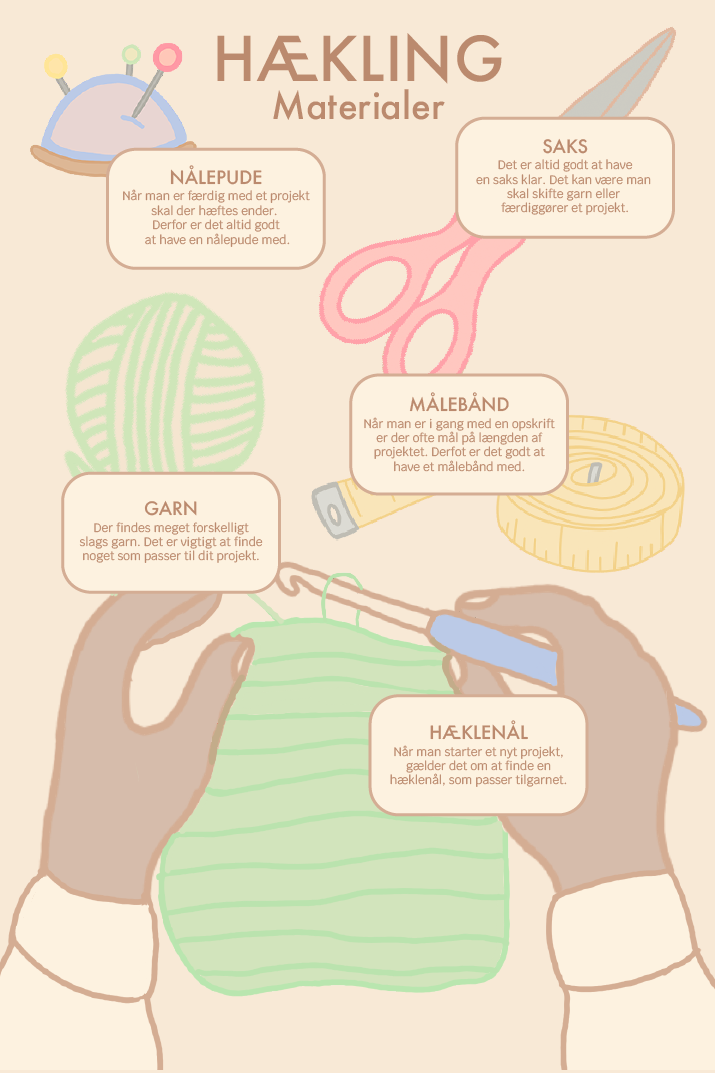 HÆKLING
Materialer
NÅLEPUDE
Når man er færdig med et projekt
skal der hæftes ender.
Derfor er det altid godt
at have en nålepude med.
SAKS
Det er altid godt at have
en saks klar. Det kan være man
skal skifte garn eller
færdiggører et projekt.
MÅLEBÅND
Når man er i gang med en opskrift
er der ofte mål på længden af
projektet. Derfot er det godt at
have et målebånd med.
GARN
Der findes meget forskelligt
slags garn. Det er vigtigt at finde
noget som passer til dit projekt.
HÆKLENÅL
Når man starter et nyt projekt,
gælder det om at finde en
hæklenål, som passer tilgarnet.